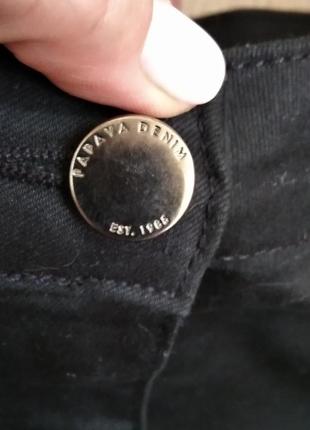 PAPAYA DENIM
EST. 1985